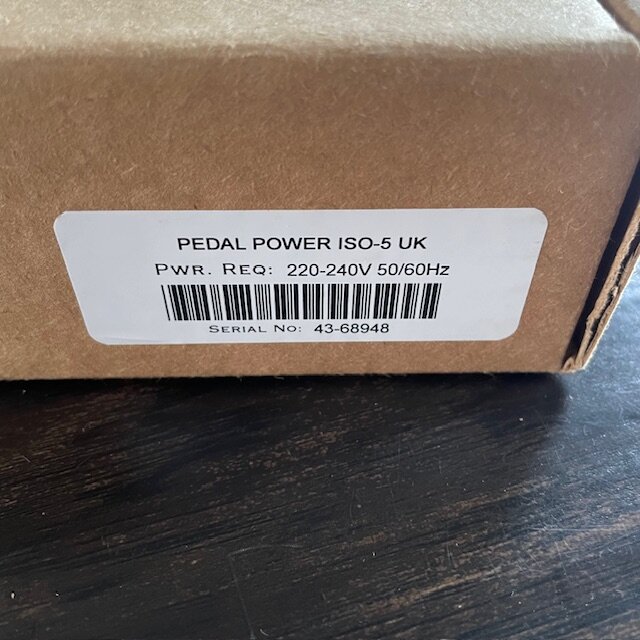 PEDAL POWER ISO-5 UK
PWR. REQ: 220-240V 50/60Hz
SERIAL NO: 43-68948